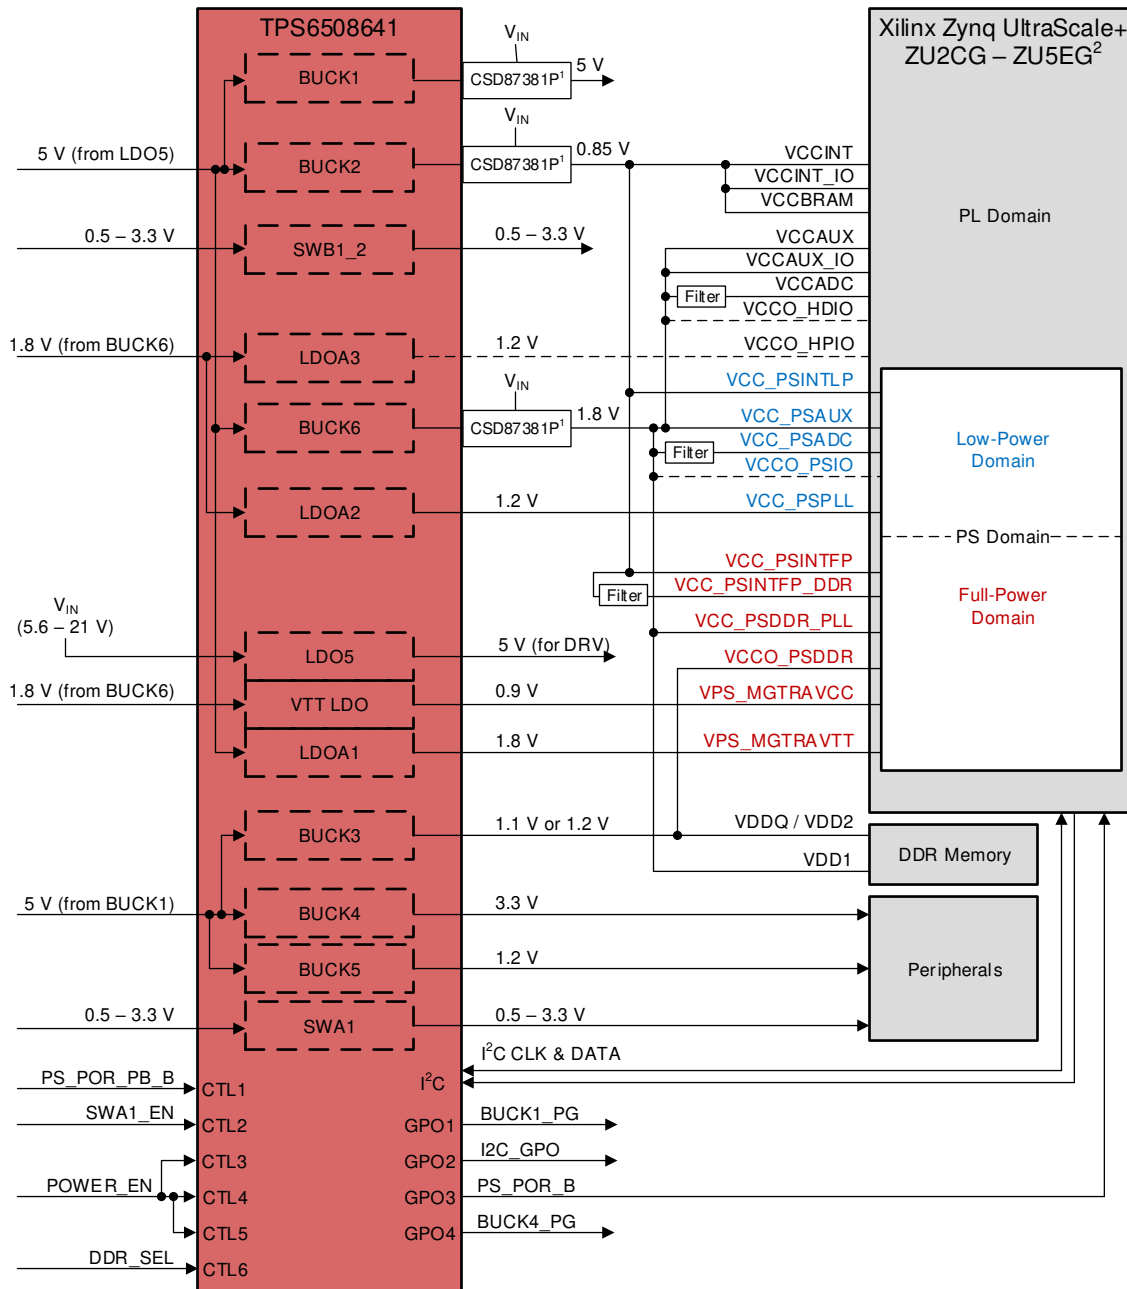 TPS6508641
Xilinx Zynq UltraScale+
ZU2CG – ZU5EG²
V_IN
BUCK1
CSD87381P¹
5 V
V_IN
5 V (from LDO5)
BUCK2
CSD87381P¹
0.85 V
VCCINT
VCCINT_IO
VCCBRAM
PL Domain
0.5 – 3.3 V
SWB1_2
0.5 – 3.3 V
VCCAUX
VCCAUX_IO
Filter
VCCADC
VCCO_HDIO
1.8 V (from BUCK6)
LDOA3
1.2 V
VCCO_HPIO
V_IN
VCC_PSINTLP
BUCK6
CSD87381P¹
1.8 V
VCC_PSAUX
Filter
VCC_PSADC
VCCO_PSIO
Low-Power
Domain
LDOA2
1.2 V
VCC_PSPLL
PS Domain
VCC_PSINTFP
Filter
VCC_PSINTFP_DDR
Full-Power
Domain
V_IN
(5.6 – 21 V)
VCC_PSDDR_PLL
LDO5
5 V (for DRV)
VCCO_PSDDR
1.8 V (from BUCK6)
VTT LDO
0.9 V
VPS_MGTRAVCC
LDOA1
1.8 V
VPS_MGTRAVTT
BUCK3
1.1 V or 1.2 V
VDDQ / VDD2
VDD1
DDR Memory
5 V (from BUCK1)
BUCK4
3.3 V
BUCK5
1.2 V
Peripherals
0.5 – 3.3 V
SWA1
0.5 – 3.3 V
I²C CLK & DATA
PS_POR_PB_B
CTL1
I²C
SWA1_EN
CTL2
GPO1
BUCK1_PG
CTL3
GPO2
I2C_GPO
POWER_EN
CTL4
GPO3
PS_POR_B
CTL5
GPO4
BUCK4_PG
DDR_SEL
CTL6